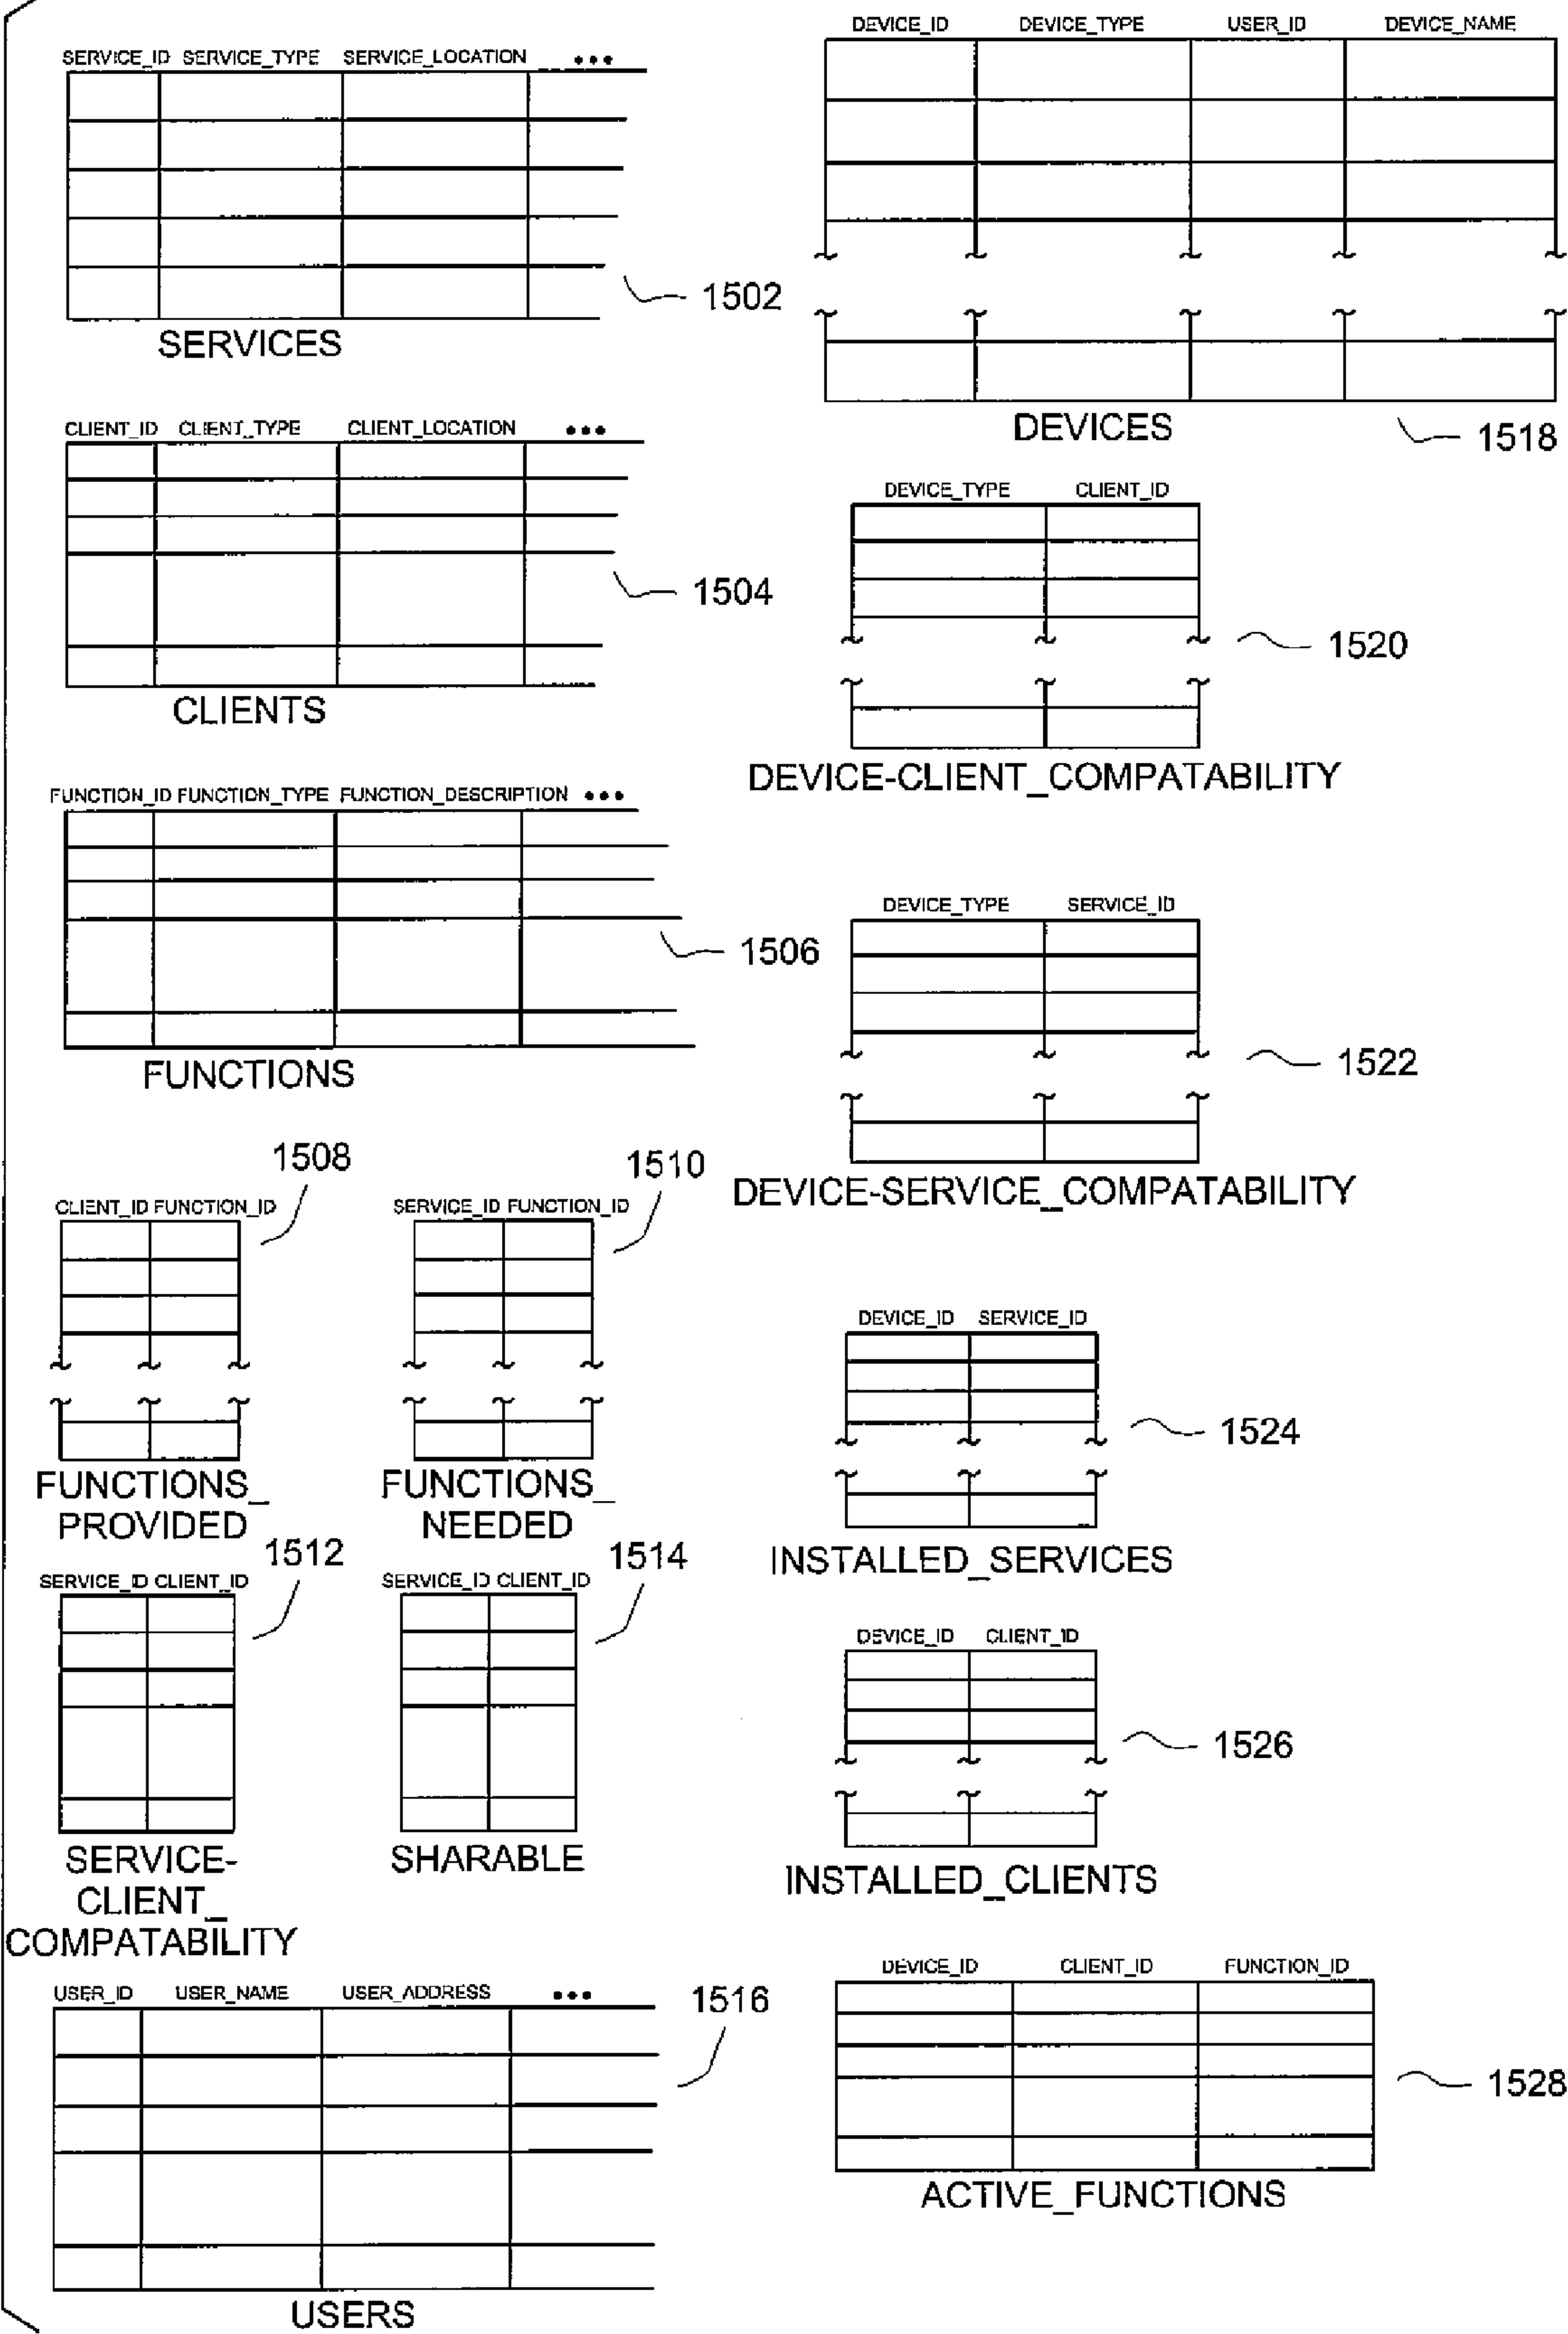 SERVICE_ID SERVICE_TYPE SERVICE_LOCATION •••
1502
SERVICES
CLIENT_ID CLIENT_TYPE CLIENT_LOCATION •••
1504
CLIENTS
FUNCTION_ID FUNCTION_TYPE FUNCTION_DESCRIPTION •••
1506
FUNCTIONS
1508
CLIENT_ID FUNCTION_ID
FUNCTIONS_
PROVIDED
1510
SERVICE_ID FUNCTION_ID
FUNCTIONS_
NEEDED
1512
SERVICE_ID CLIENT_ID
SERVICE-
CLIENT_
COMPATABILITY
1514
SERVICE_ID CLIENT_ID
SHARABLE
USER_ID USER_NAME USER_ADDRESS •••
1516
USERS
DEVICE_ID DEVICE_TYPE USER_ID DEVICE_NAME
DEVICES
1518
DEVICE_TYPE CLIENT_ID
1520
DEVICE-CLIENT_COMPATABILITY
DEVICE_TYPE SERVICE_ID
1522
DEVICE-SERVICE_COMPATABILITY
DEVICE_ID SERVICE_ID
1524
INSTALLED_SERVICES
DEVICE_ID CLIENT_ID
1526
INSTALLED_CLIENTS
DEVICE_ID CLIENT_ID FUNCTION_ID
1528
ACTIVE_FUNCTIONS